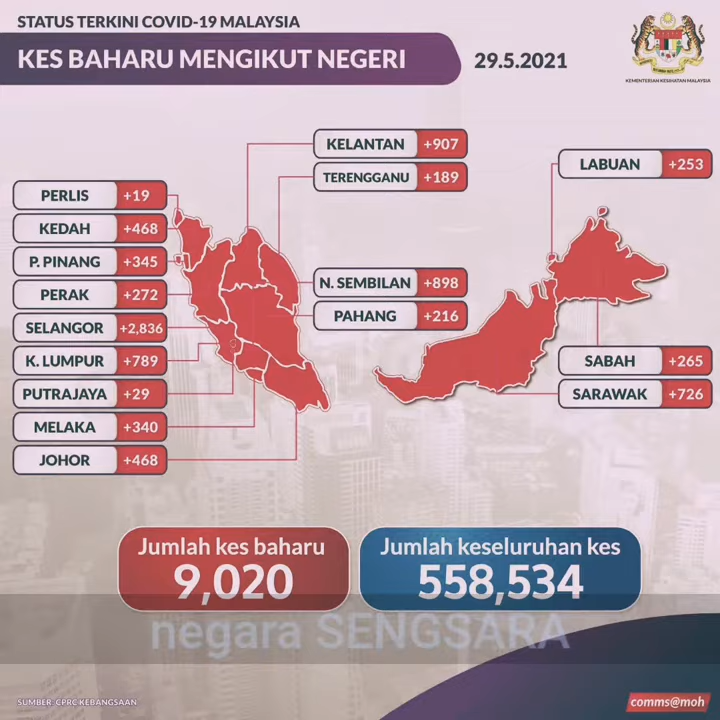 STATUS TERKINI COVID-19 MALAYSIA
KES BAHARU MENGIKUT NEGERI
29.5.2021
KEMENTERIAN KESIHATAN MALAYSIA
KELANTAN +907
TERENGGANU +189
LABUAN +253
PERLIS +19
KEDAH +468
P. PINANG +345
PERAK +272
SELANGOR +2,836
K. LUMPUR +789
PUTRAJAYA +29
MELAKA +340
JOHOR +468
N. SEMBILAN +898
PAHANG +216
SABAH +265
SARAWAK +726
Jumlah kes baharu
9,020
Jumlah keseluruhan kes
558,534
negara SENGSARA
SUMBER: CPRC KEBANGSAAN
comms@moh